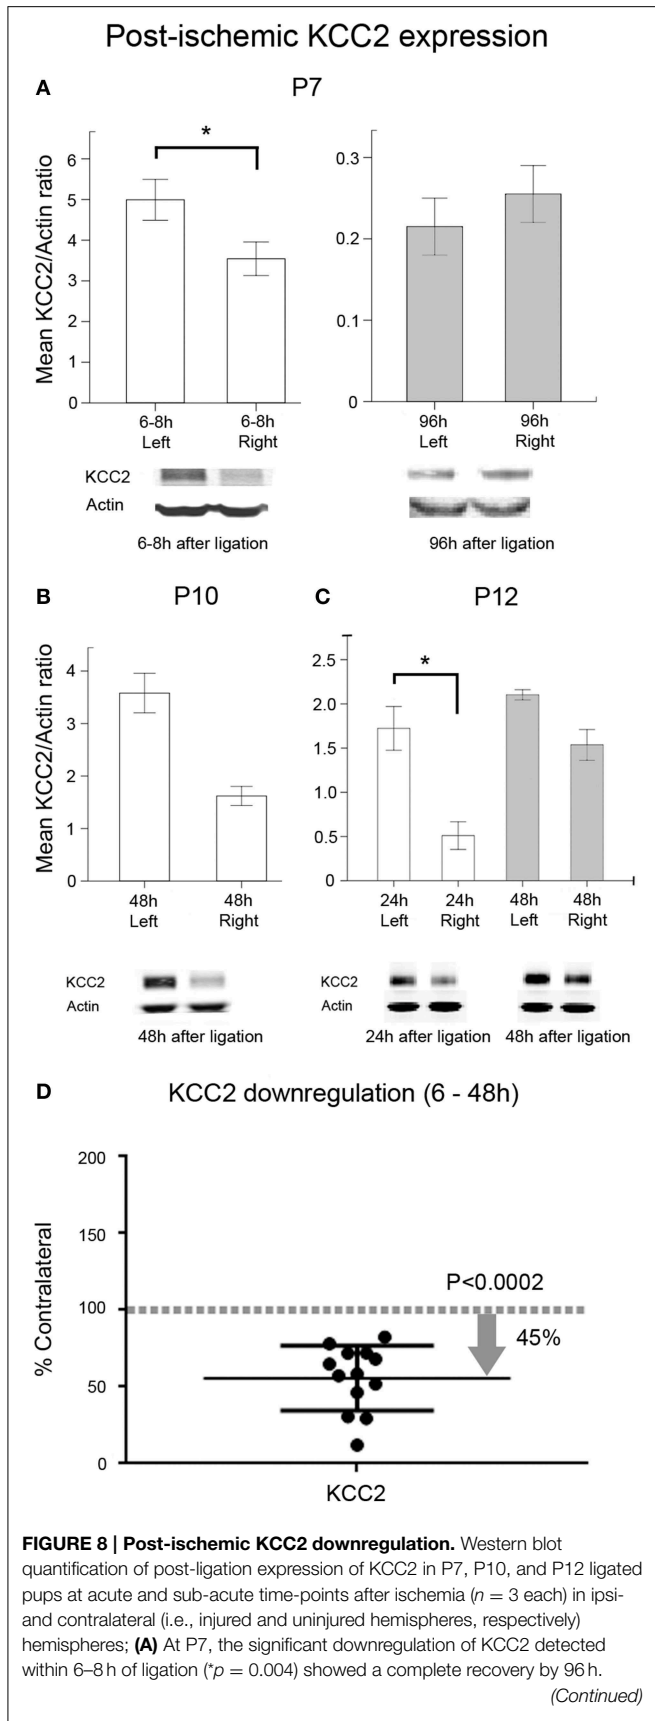 Post-ischemic KCC2 expression
A
P7
Mean KCC2/Actin ratio
6
5
4
3
2
1
0
*
6-8h
Left
6-8h
Right
0.3
0.2
0.1
0
96h
Left
96h
Right
KCC2
Actin
6-8h after ligation
96h after ligation
B
P10
Mean KCC2/Actin ratio
4
3
2
1
0
48h
Left
48h
Right
KCC2
Actin
48h after ligation
C
P12
2.5
2.0
1.5
1.0
0.5
0
*
24h
Left
24h
Right
48h
Left
48h
Right
KCC2
Actin
24h after ligation
48h after ligation
D
KCC2 downregulation (6 - 48h)
% Contralateral
200
150
100
50
0
P<0.0002
45%
KCC2
FIGURE 8 | Post-ischemic KCC2 downregulation. Western blot
quantification of post-ligation expression of KCC2 in P7, P10, and P12 ligated
pups at acute and sub-acute time-points after ischemia (n = 3 each) in ipsi-
and contralateral (i.e., injured and uninjured hemispheres, respectively)
hemispheres; (A) At P7, the significant downregulation of KCC2 detected
within 6–8 h of ligation (*p = 0.004) showed a complete recovery by 96 h.
(Continued)